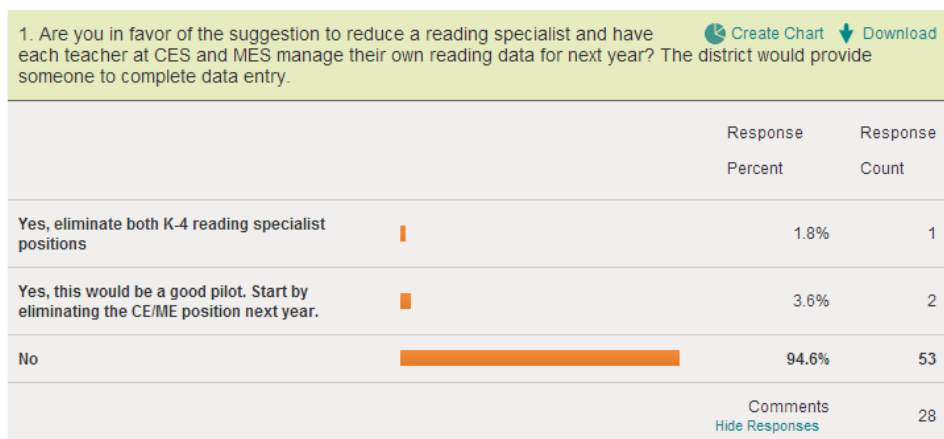 1. Are you in favor of the suggestion to reduce a reading specialist and have
Create Chart Download
each teacher at CES and MES manage their own reading data for next year? The district would provide
someone to complete data entry.
Response Response
Percent Count
Yes, eliminate both K-4 reading specialist
positions
1.8% 1
Yes, this would be a good pilot. Start by
eliminating the CE/ME position next year.
3.6% 2
No 94.6% 53
Comments
Hide Responses
28